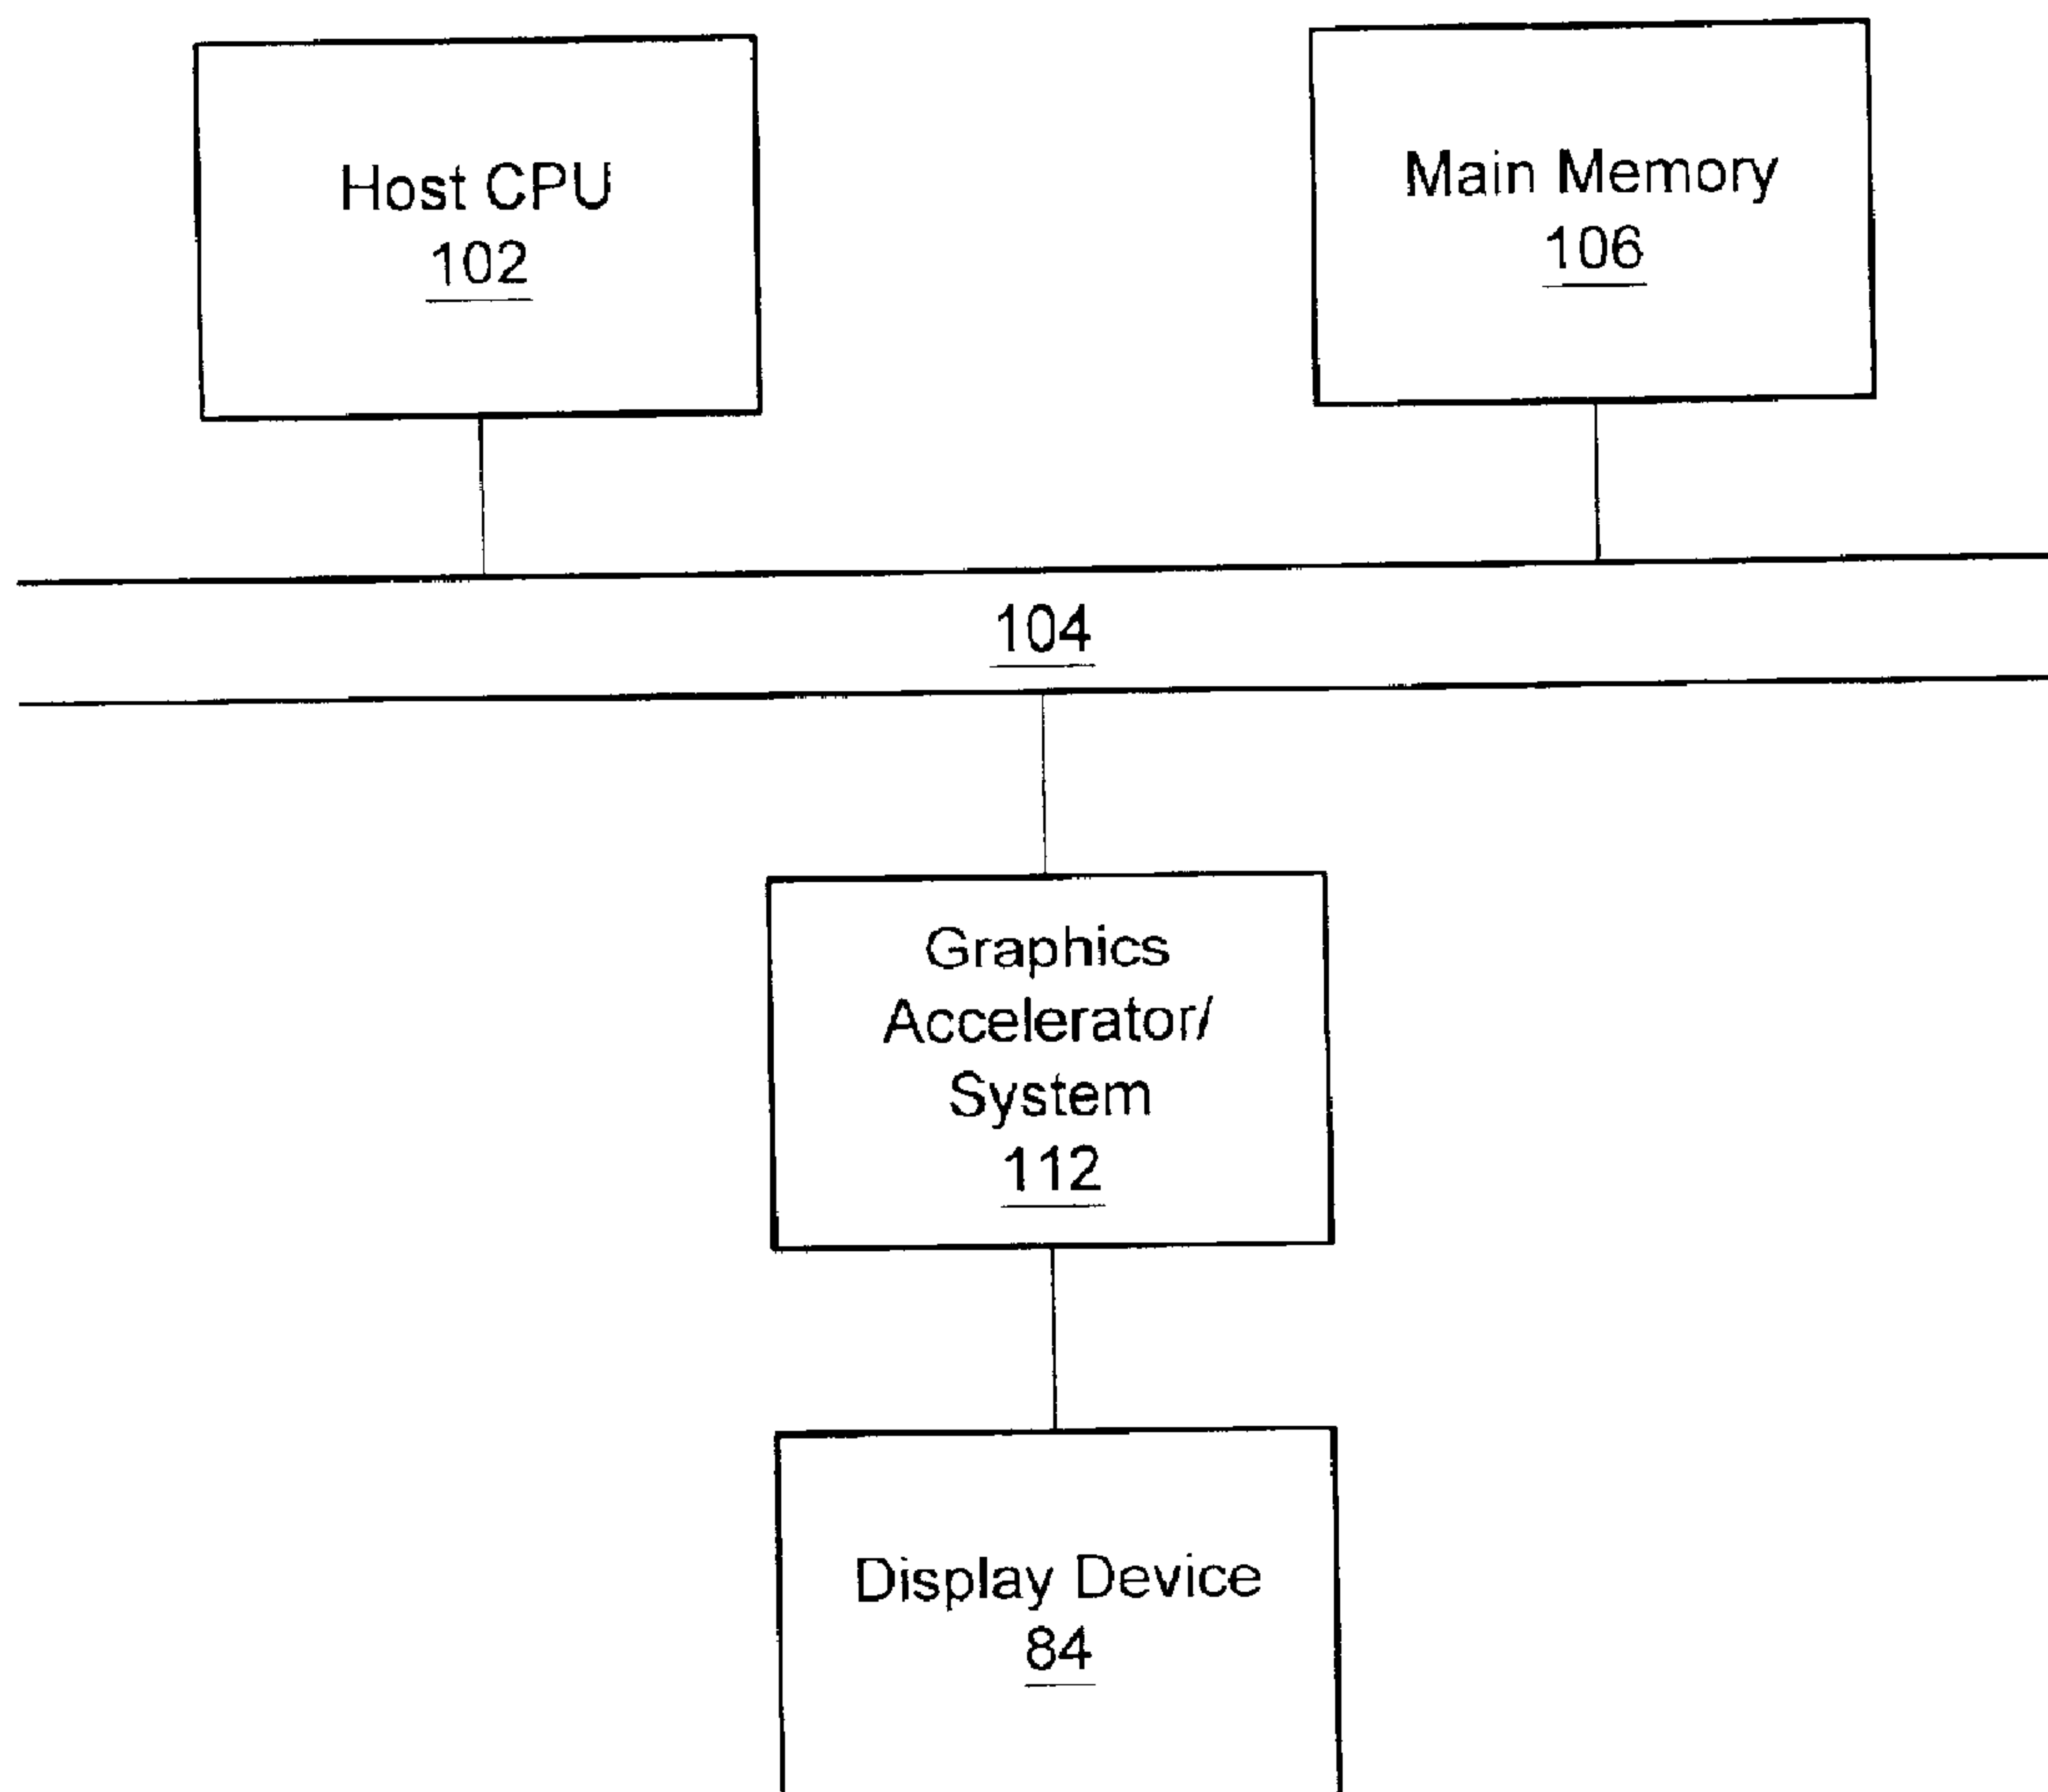 Host CPU
102
Main Memory
106
104
Graphics
Accelerator/
System
112
Display Device
84